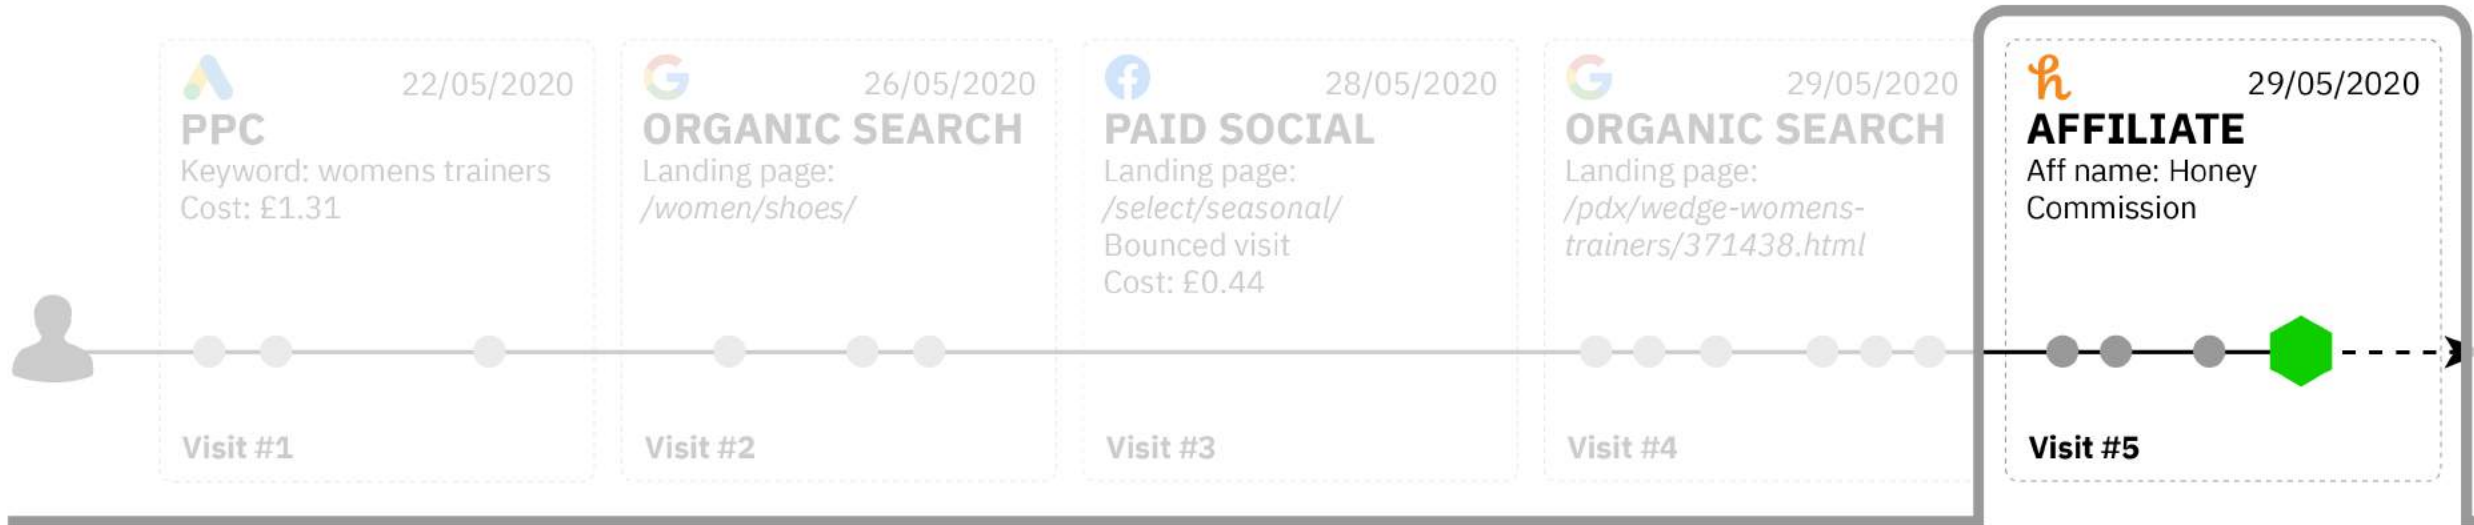 22/05/2020
PPC
Keyword: womens trainers
Cost: £1.31
Visit #1
26/05/2020
ORGANIC SEARCH
Landing page:
/women/shoes/
Visit #2
28/05/2020
PAID SOCIAL
Landing page:
/select/seasonal/
Bounced visit
Cost: £0.44
Visit #3
29/05/2020
ORGANIC SEARCH
Landing page:
/pdx/wedge-womens-
trainers/371438.html
Visit #4
29/05/2020
AFFILIATE
Aff name: Honey
Commission
Visit #5